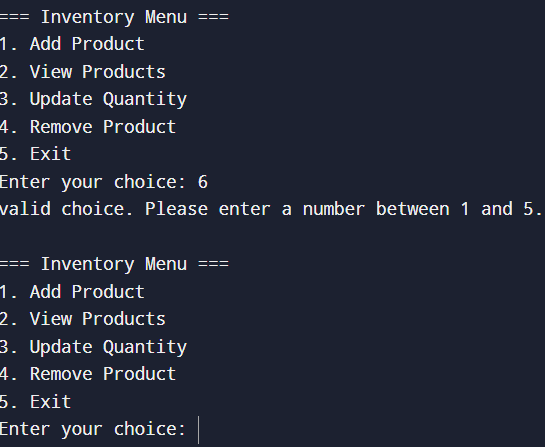 === Inventory Menu ===
1. Add Product
2. View Products
3. Update Quantity
4. Remove Product
5. Exit
Enter your choice: 6
valid choice. Please enter a number between 1 and 5.
=== Inventory Menu ===
1. Add Product
2. View Products
3. Update Quantity
4. Remove Product
5. Exit
Enter your choice: